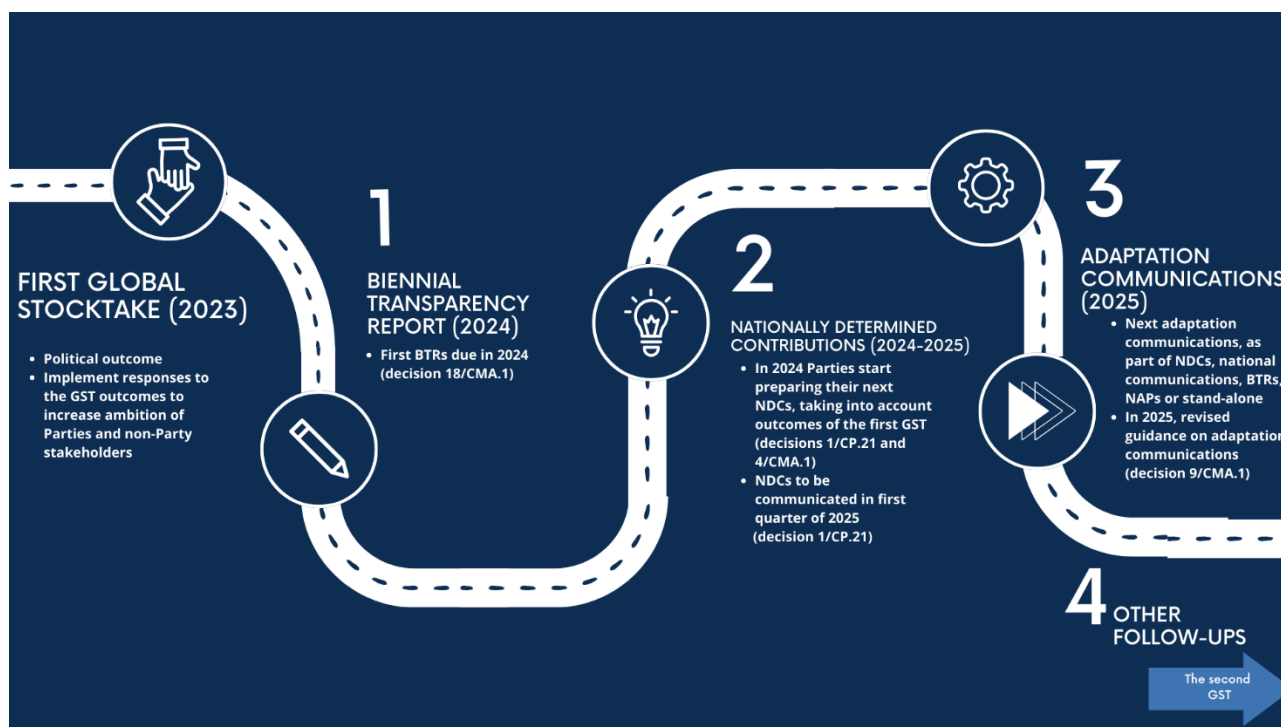 FIRST GLOBAL
STOCKTAKE (2023)
• Political outcome
• Implement responses to
the GST outcomes to
increase ambition of
Parties and non-Party
stakeholders
1
BIENNIAL
TRANSPARENCY
REPORT (2024)
• First BTRs due in 2024
(decision 18/CMA.1)
2
NATIONALLY DETERMINED
CONTRIBUTIONS (2024-2025)
• In 2024 Parties start
preparing their next
NDCs, taking into account
outcomes of the first GST
(decisions 1/CP.21 and
4/CMA.1)
• NDCs to be
communicated in first
quarter of 2025
(decision 1/CP.21)
3
ADAPTATION
COMMUNICATIONS
(2025)
• Next adaptation
communications, as
part of NDCs, national
communications, BTRs,
NAPs or stand-alone
• In 2025, revised
guidance on adaptation
communications
(decision 9/CMA.1)
4 OTHER
FOLLOW-UPS
The second
GST